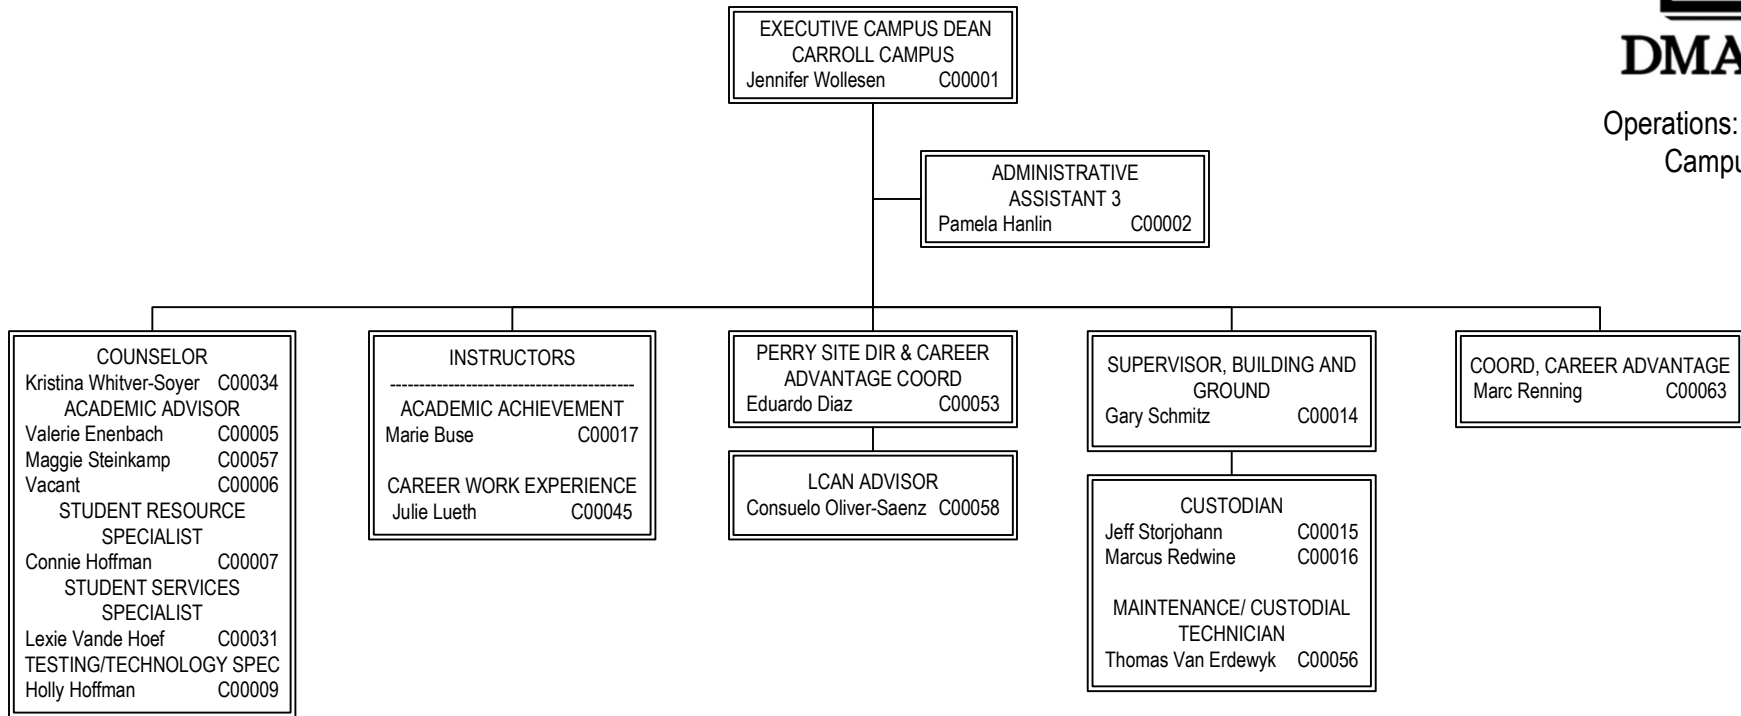 EXECUTIVE CAMPUS DEAN
CARROLL CAMPUS
Jennifer Wollesen C00001
DMA
Operations:
Campu
ADMINISTRATIVE
ASSISTANT 3
Pamela Hanlin C00002
COUNSELOR
Kristina Whitver-Soyer C00034
ACADEMIC ADVISOR
Valerie Enenbach C00005
Maggie Steinkamp C00057
Vacant C00006
STUDENT RESOURCE
SPECIALIST
Connie Hoffman C00007
STUDENT SERVICES
SPECIALIST
Lexie Vande Hoef C00031
TESTING/TECHNOLOGY SPEC
Holly Hoffman C00009
INSTRUCTORS
------------------------------------------
ACADEMIC ACHIEVEMENT
Marie Buse C00017
CAREER WORK EXPERIENCE
Julie Lueth C00045
PERRY SITE DIR & CAREER
ADVANTAGE COORD
Eduardo Diaz C00053
LCAN ADVISOR
Consuelo Oliver-Saenz C00058
SUPERVISOR, BUILDING AND
GROUND
Gary Schmitz C00014
CUSTODIAN
Jeff Storjohann C00015
Marcus Redwine C00016
MAINTENANCE/ CUSTODIAL
TECHNICIAN
Thomas Van Erdewyk C00056
COORD, CAREER ADVANTAGE
Marc Renning C00063